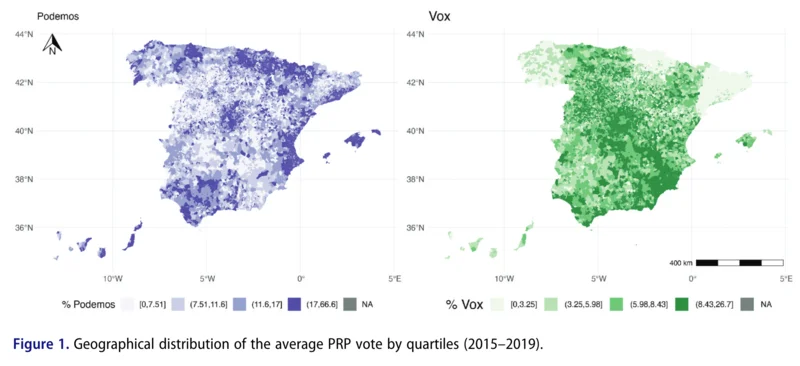 Podemos
Vox
44°N
42°N
40°N
38°N
36°N
N
10°W
5°W
0°
5°E
44°N
42°N
40°N
38°N
36°N
400 km
10°W
5°W
0°
5°E
% Podemos [0,7.51] (7.51,11.6] (11.6,17] (17,66.6] NA
% Vox [0,3.25] (3.25,5.98] (5.98,8.43] (8.43,26.7] NA
Figure 1. Geographical distribution of the average PRP vote by quartiles (2015–2019).